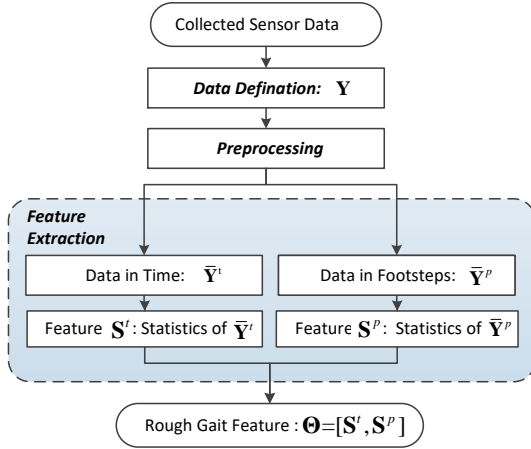 Collected Sensor Data
Data Defination: Y
Preprocessing
Feature
Extraction
Data in Time: Ȳᵗ
Data in Footsteps: Ȳᵖ
Feature Sᵗ: Statistics of Ȳᵗ
Feature Sᵖ: Statistics of Ȳᵖ
Rough Gait Feature : Θ=[Sᵗ, Sᵖ]